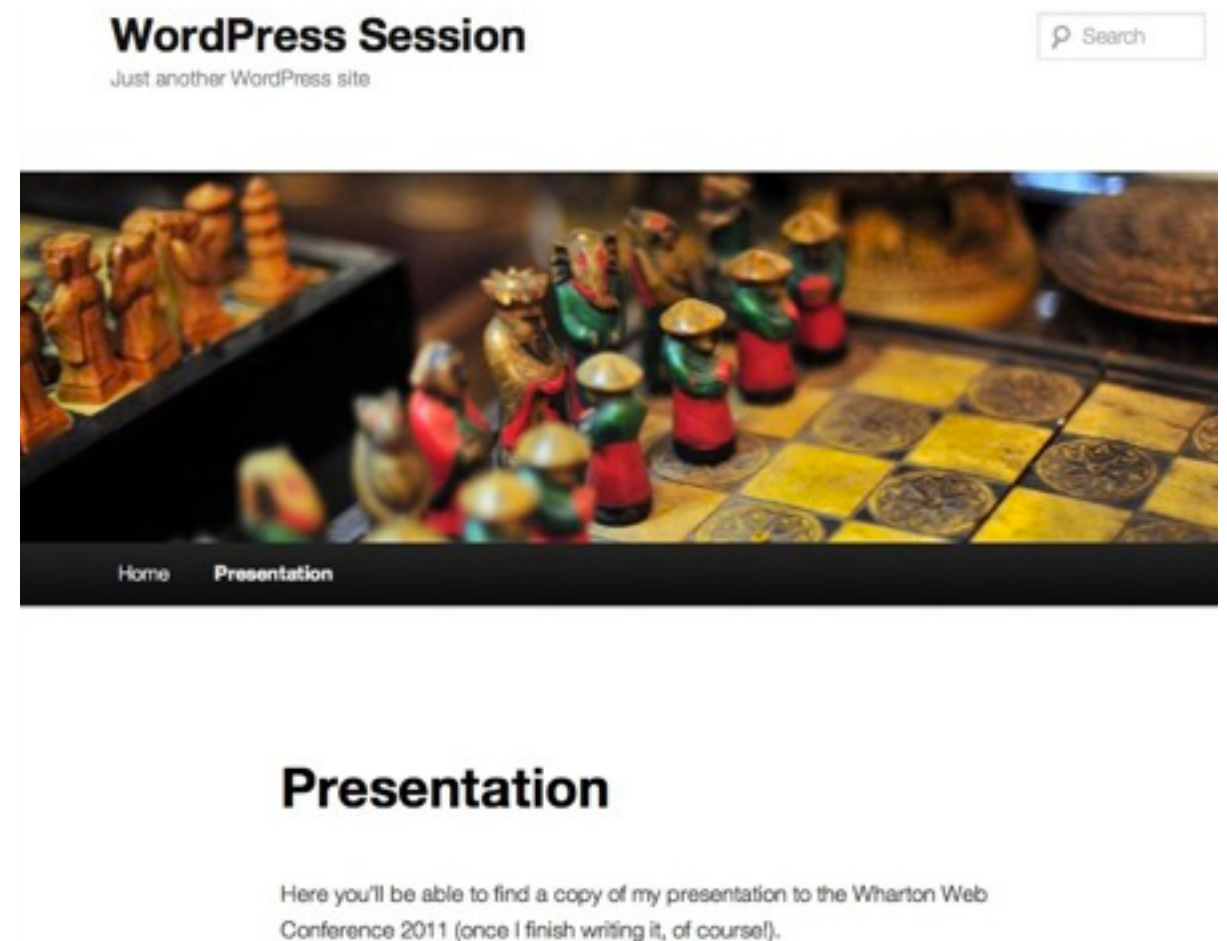 WordPress Session
Search
Just another WordPress site
Home Presentation
Presentation
Here you'll be able to find a copy of my presentation to the Wharton Web
Conference 2011 (once I finish writing it, of course!).